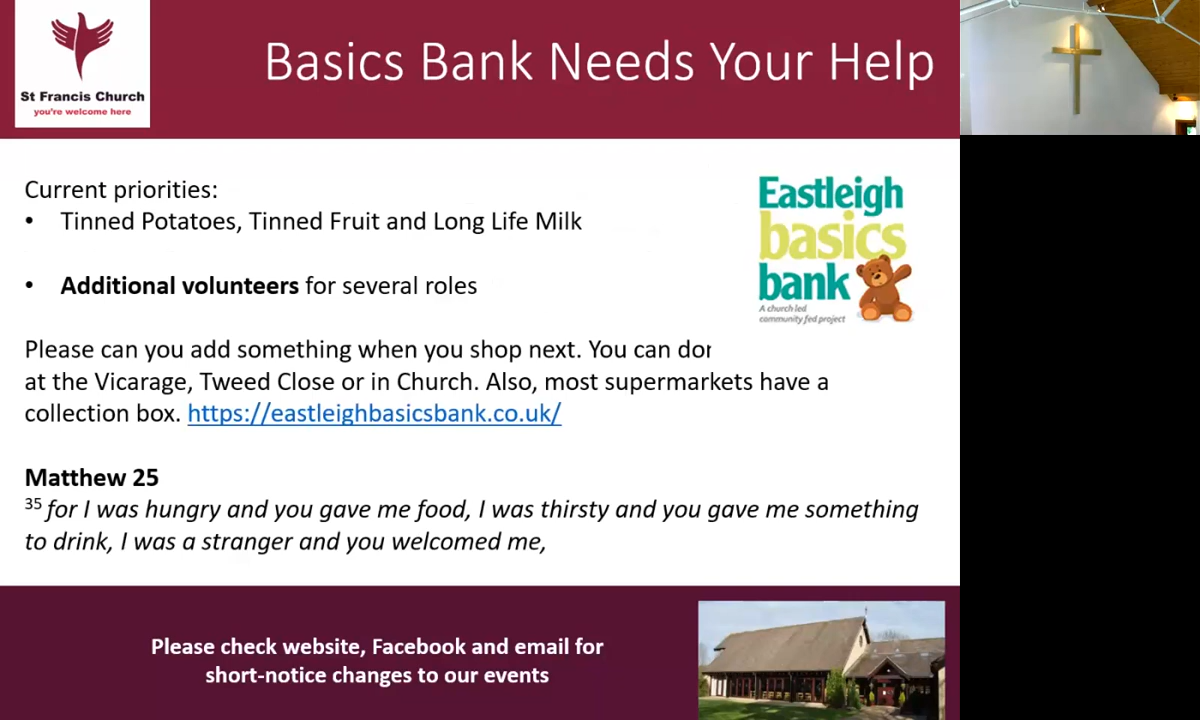 St Francis Church
you're welcome here
Basics Bank Needs Your Help
Current priorities:
• Tinned Potatoes, Tinned Fruit and Long Life Milk
• Additional volunteers for several roles
Eastleigh
basics
bank
A church led
community fed project
Please can you add something when you shop next. You can
at the Vicarage, Tweed Close or in Church. Also, most supermarkets have a
collection box. https://eastleighbasicsbank.co.uk/
Matthew 25
35 for I was hungry and you gave me food, I was thirsty and you gave me something
to drink, I was a stranger and you welcomed me,
Please check website, Facebook and email for
short-notice changes to our events